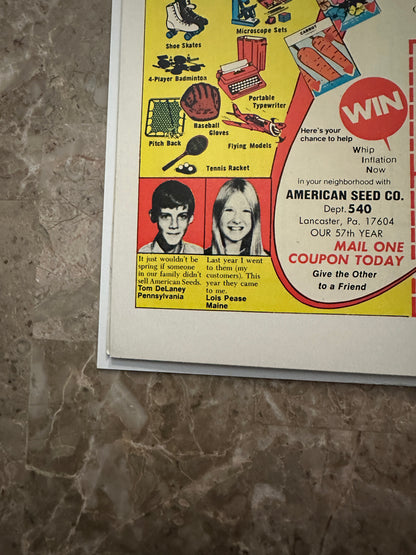 Shoe Skates
Microscope Sets
4-Player Badminton
Portable
Typewriter
Baseball
Gloves
Pitch Back
Flying Models
Tennis Racket
CARROT
WIN
Here's your
chance to help
Whip
Inflation
Now
in your neighborhood with
AMERICAN SEED CO.
Dept. 540
Lancaster, Pa. 17604
OUR 57th YEAR
MAIL ONE
COUPON TODAY
Give the Other
to a Friend
It just wouldn't be
spring if someone
in our family didn't
sell American Seeds.
Tom DeLaney
Pennsylvania
Last year I went
to them (my
customers). This
year they came
to me.
Lois Pease
Maine